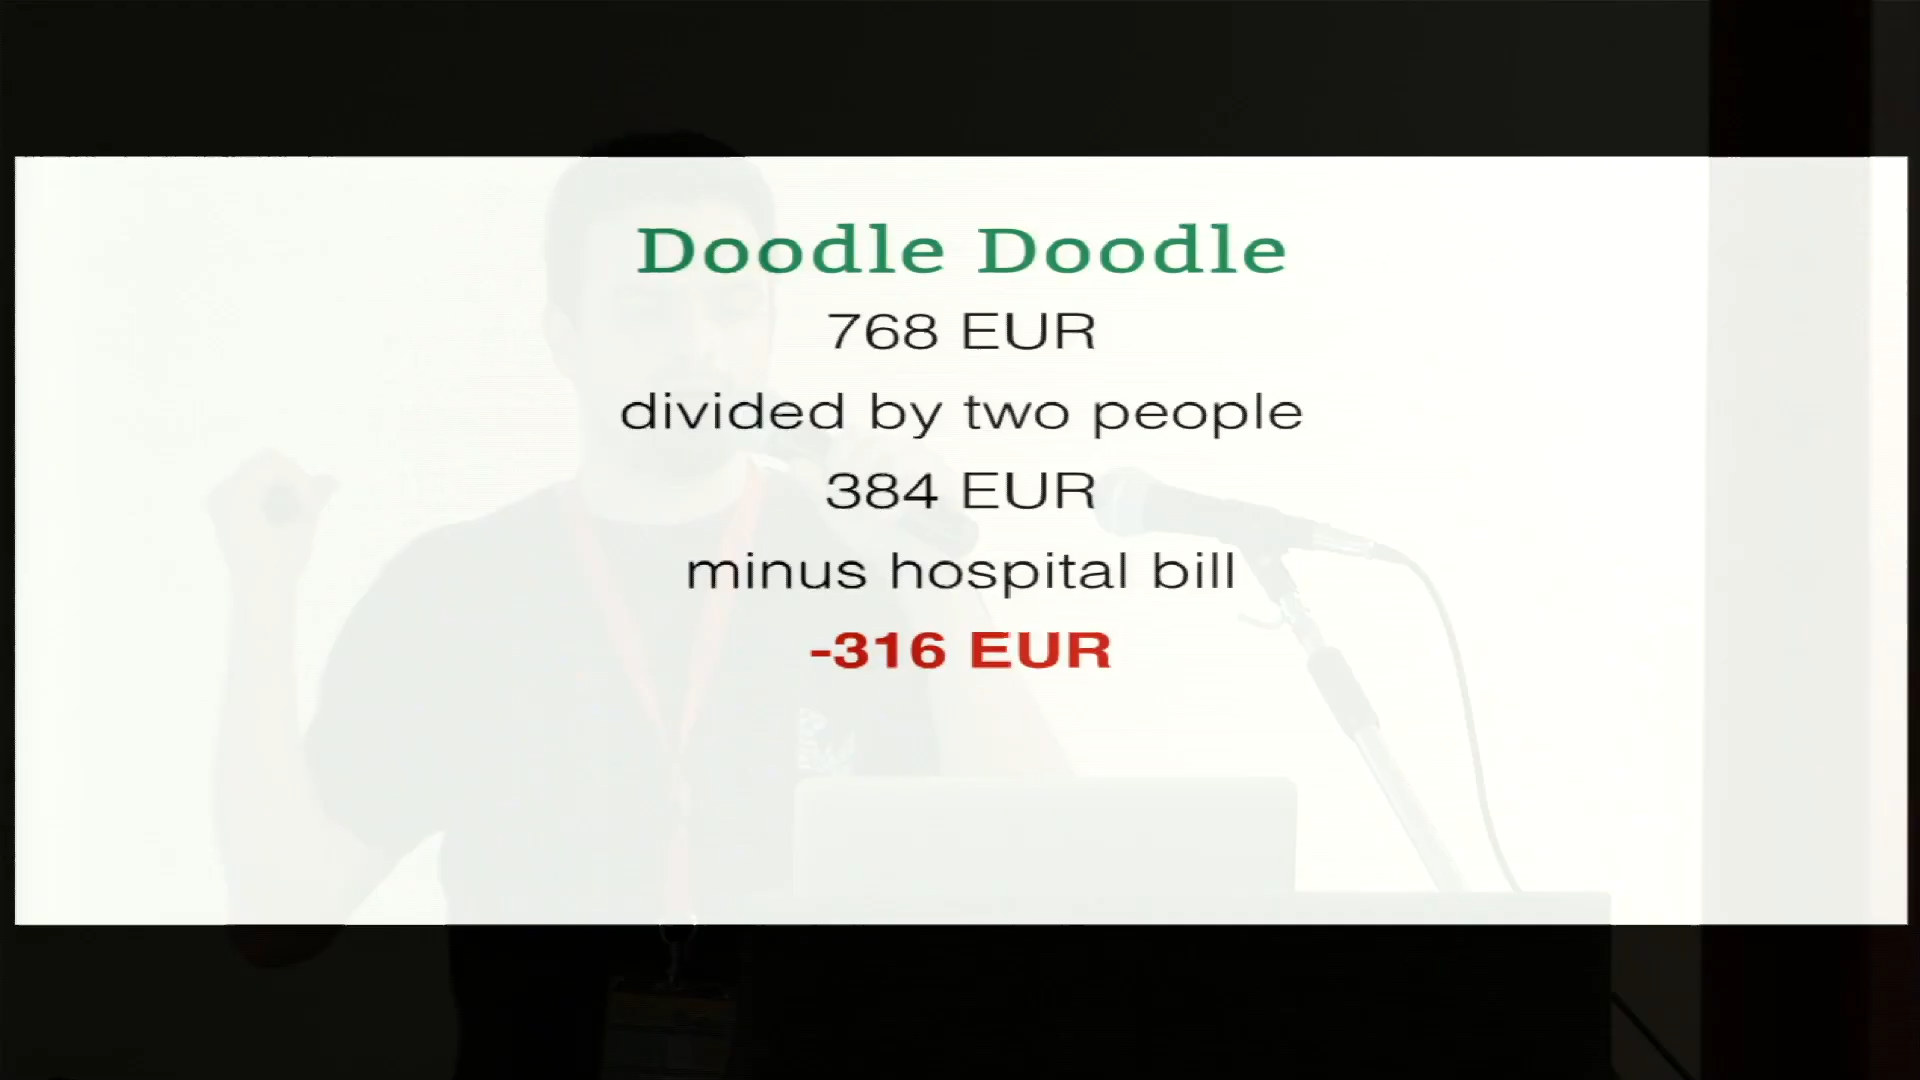 Doodle Doodle
768 EUR
divided by two people
384 EUR
minus hospital bill
-316 EUR